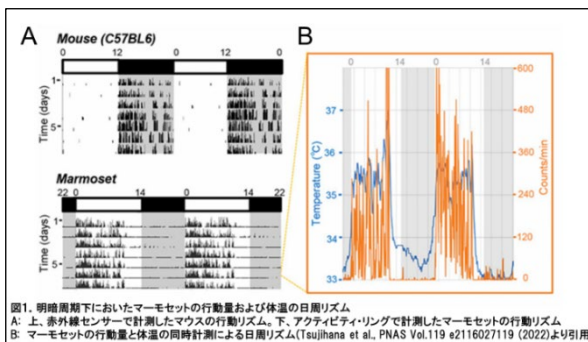 A
B
Mouse (C57BL6)
0 12 0 12 0
1
5
Time (days)
Marmoset
22 0 14 0 14 22
1
5
Time (days)
0 14 0 14
600
480
360
240
120
0
37
36
35
34
33
Temperature (℃)
Counts/min
図1. 明暗周期下においたマーモセットの行動量および体温の日周リズム
A: 上、赤外線センサーで計測したマウスの行動リズム。下、アクティビティ・リングで計測したマーモセットの行動リズム
B: マーモセットの行動量と体温の同時計測による日周リズム(Tsujihana et al., PNAS Vol.119 e2116027119 (2022)より引用